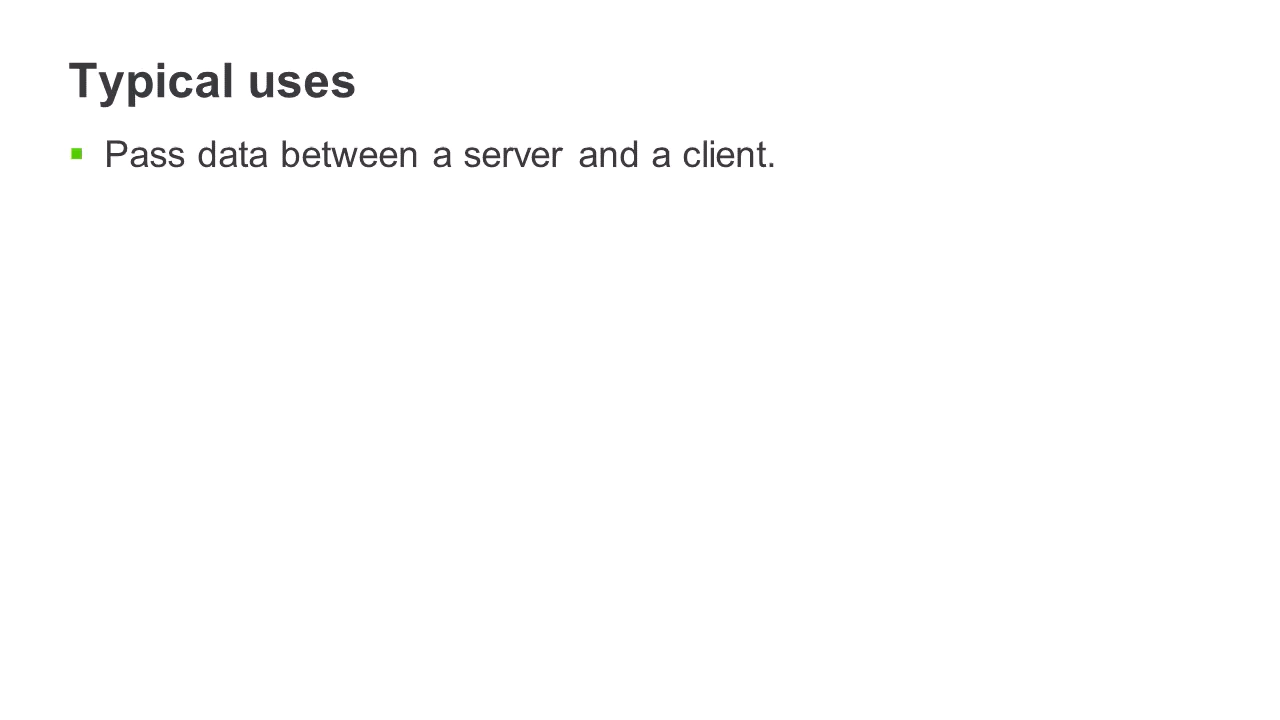 Typical uses
Pass data between a server and a client.